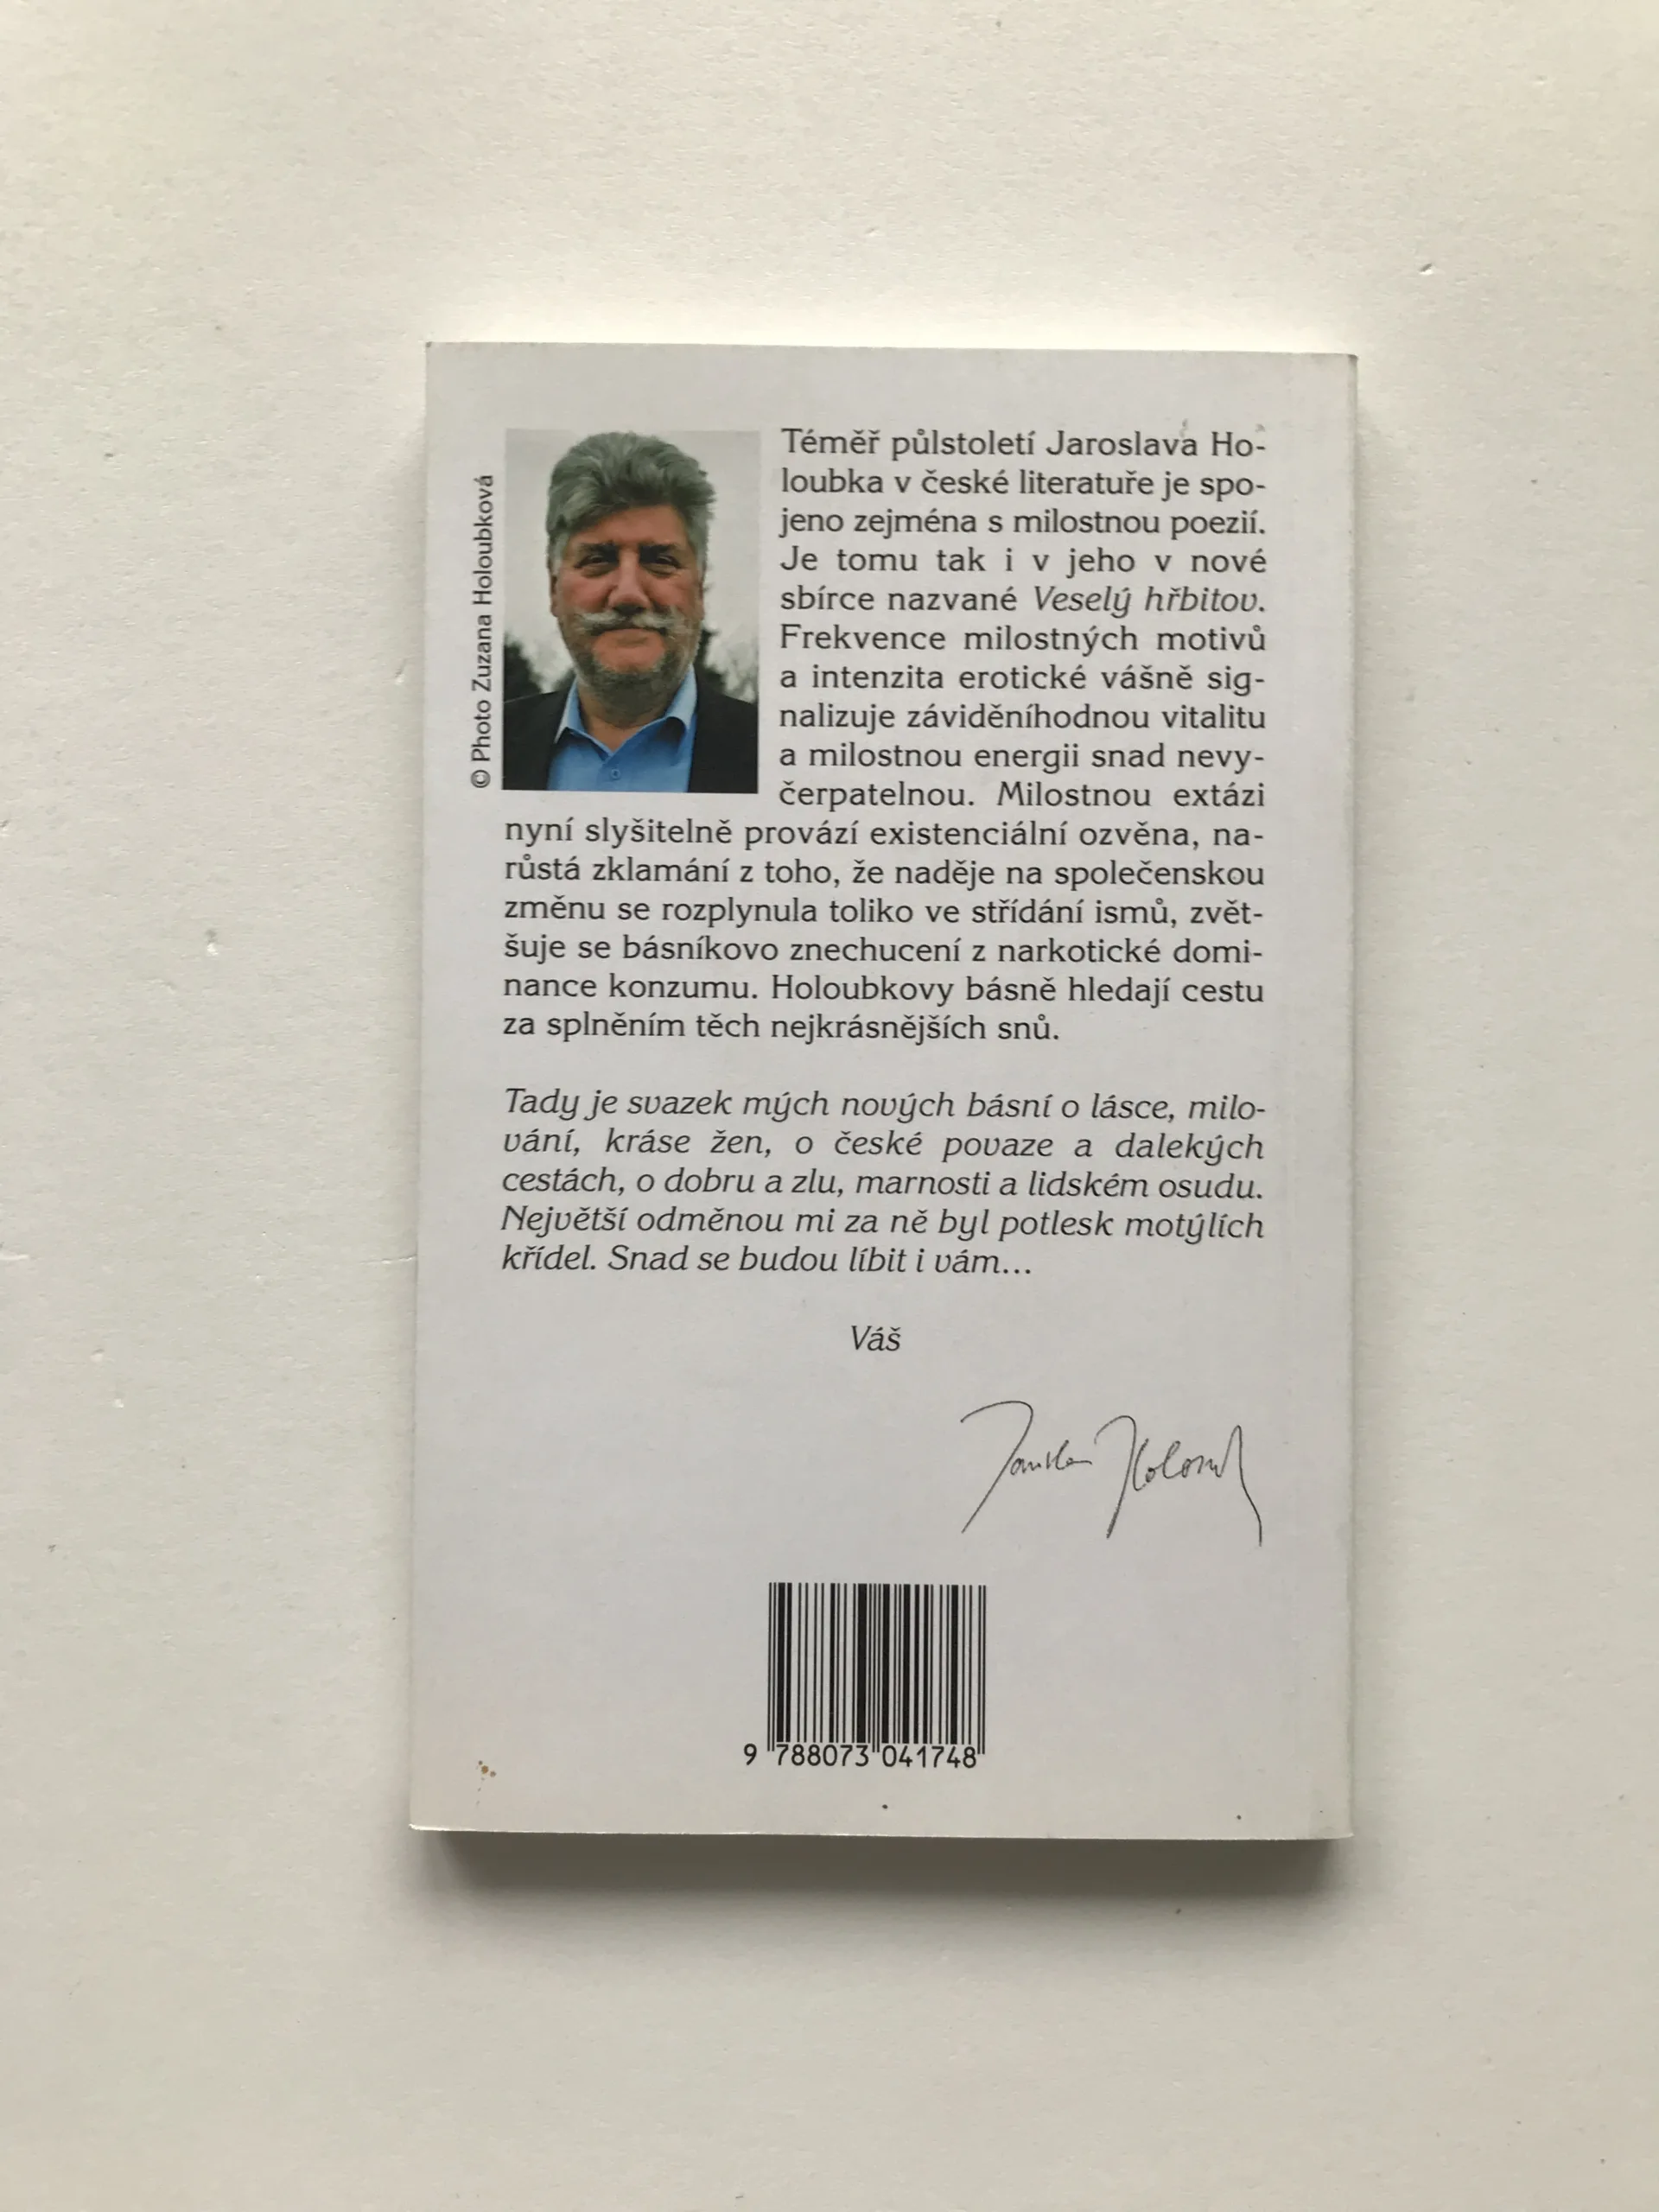 © Photo Zuzana Holoubková
Téměř půlstoletí Jaroslava Ho-
loubka v české literatuře je spo-
jeno zejména s milostnou poezií.
Je tomu tak i v jeho v nové
sbírce nazvané Veselý hřbitov.
Frekvence milostných motivů
a intenzita erotické vášně sig-
nalizuje záviděníhodnou vitalitu
a milostnou energii snad nevy-
čerpatelnou. Milostnou extázi
nyní slyšitelně provází existenciální ozvěna, na-
růstá zklamání z toho, že naděje na společenskou
změnu se rozplynula toliko ve střídání ismů, zvět-
šuje se básníkovo znechucení z narkotické domi-
nance konzumu. Holoubkovy básně hledají cestu
za splněním těch nejkrásnějších snů.
Tady je svazek mých nových básní o lásce, milo-
vání, kráse žen, o české povaze a dalekých
cestách, o dobru a zlu, marnosti a lidském osudu.
Největší odměnou mi za ně byl potlesk motýlích
křídel. Snad se budou líbit i vám...
Váš
9 788073 041748